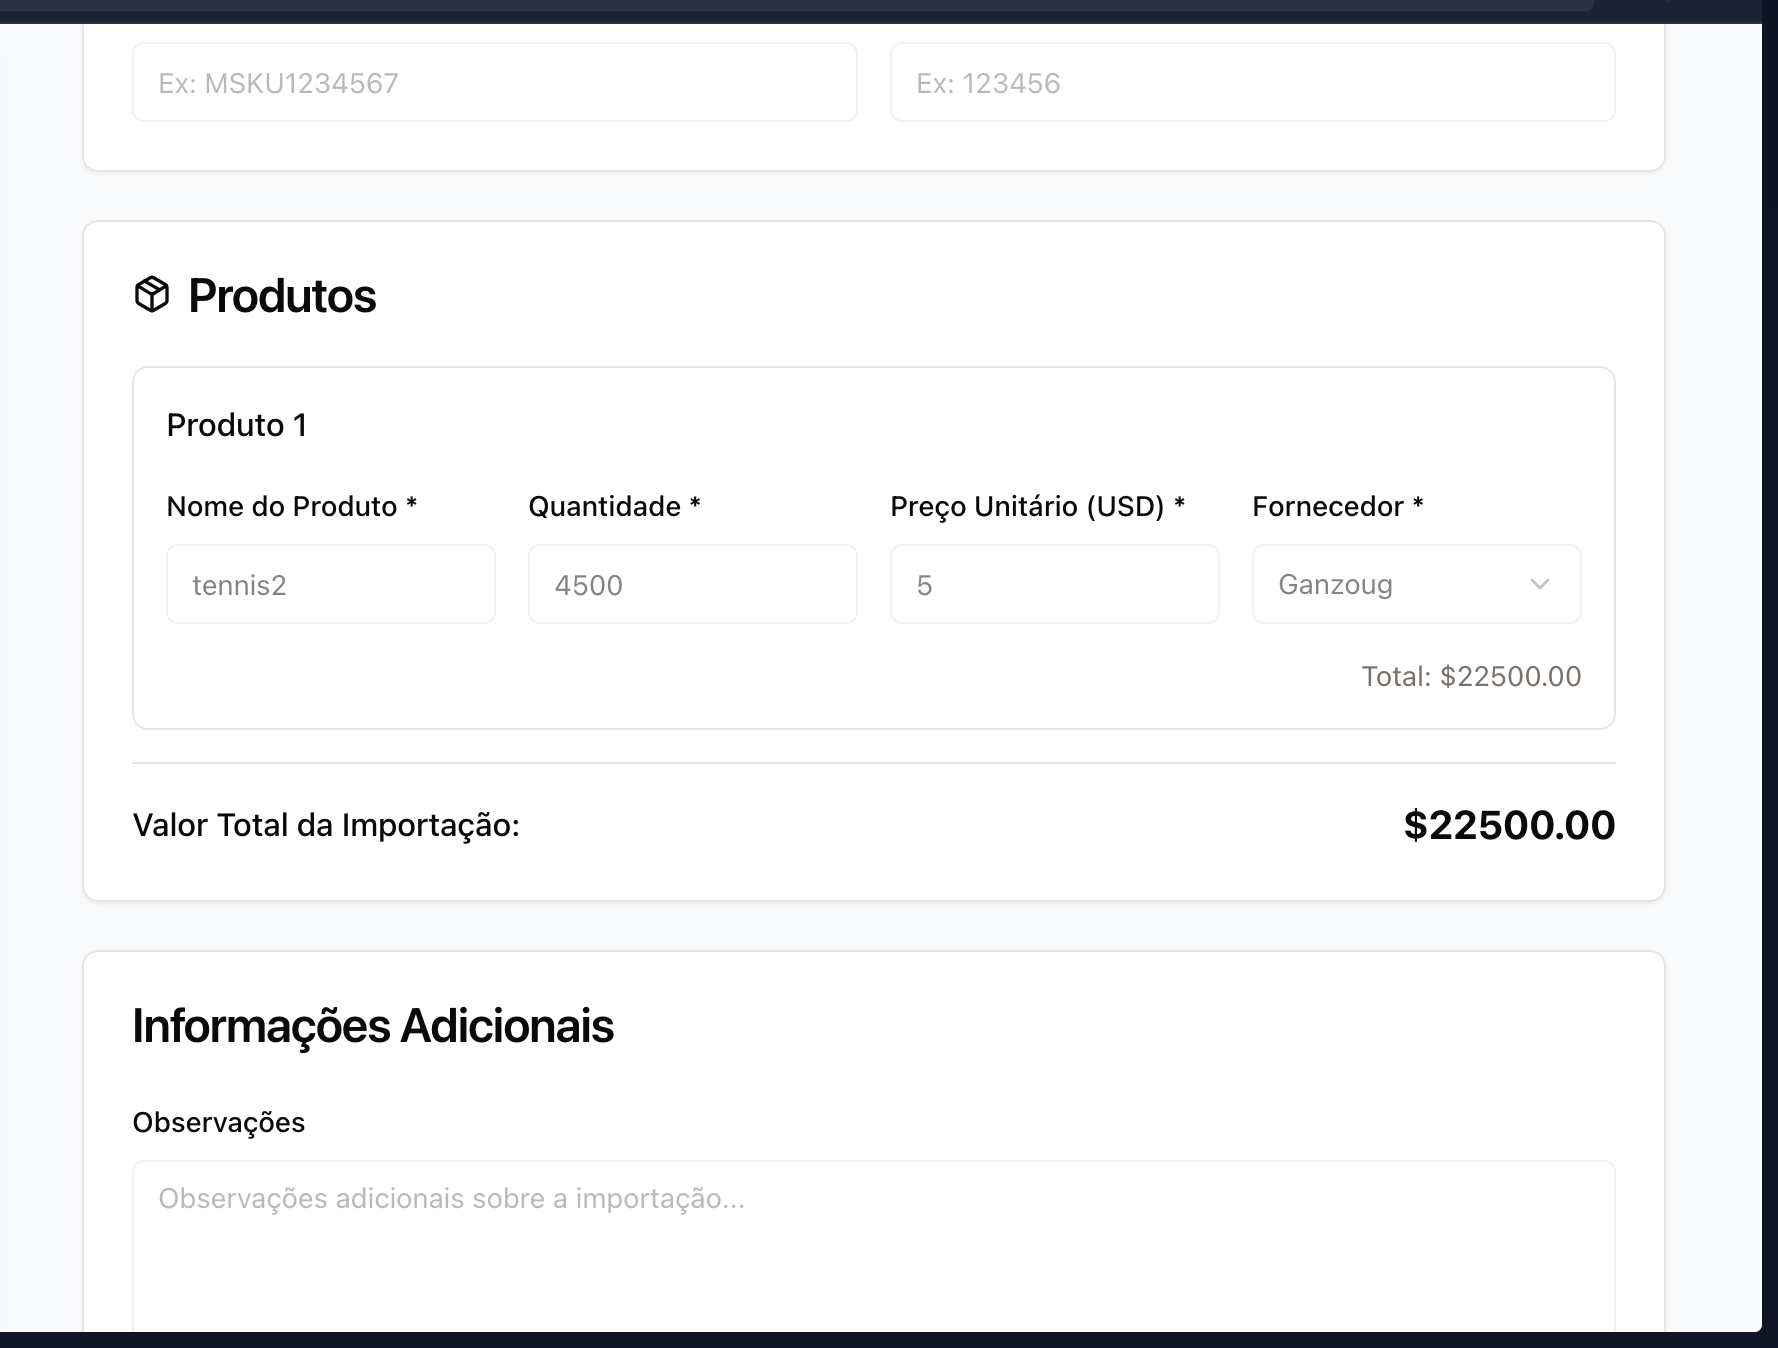 Ex: MSKU1234567
Ex: 123456
Produtos
Produto 1
Nome do Produto *
Quantidade *
Preço Unitário (USD) *
Fornecedor *
tennis2
4500
5
Ganzoug
Total: $22500.00
Valor Total da Importação:
$22500.00
Informações Adicionais
Observações
Observações adicionais sobre a importação...